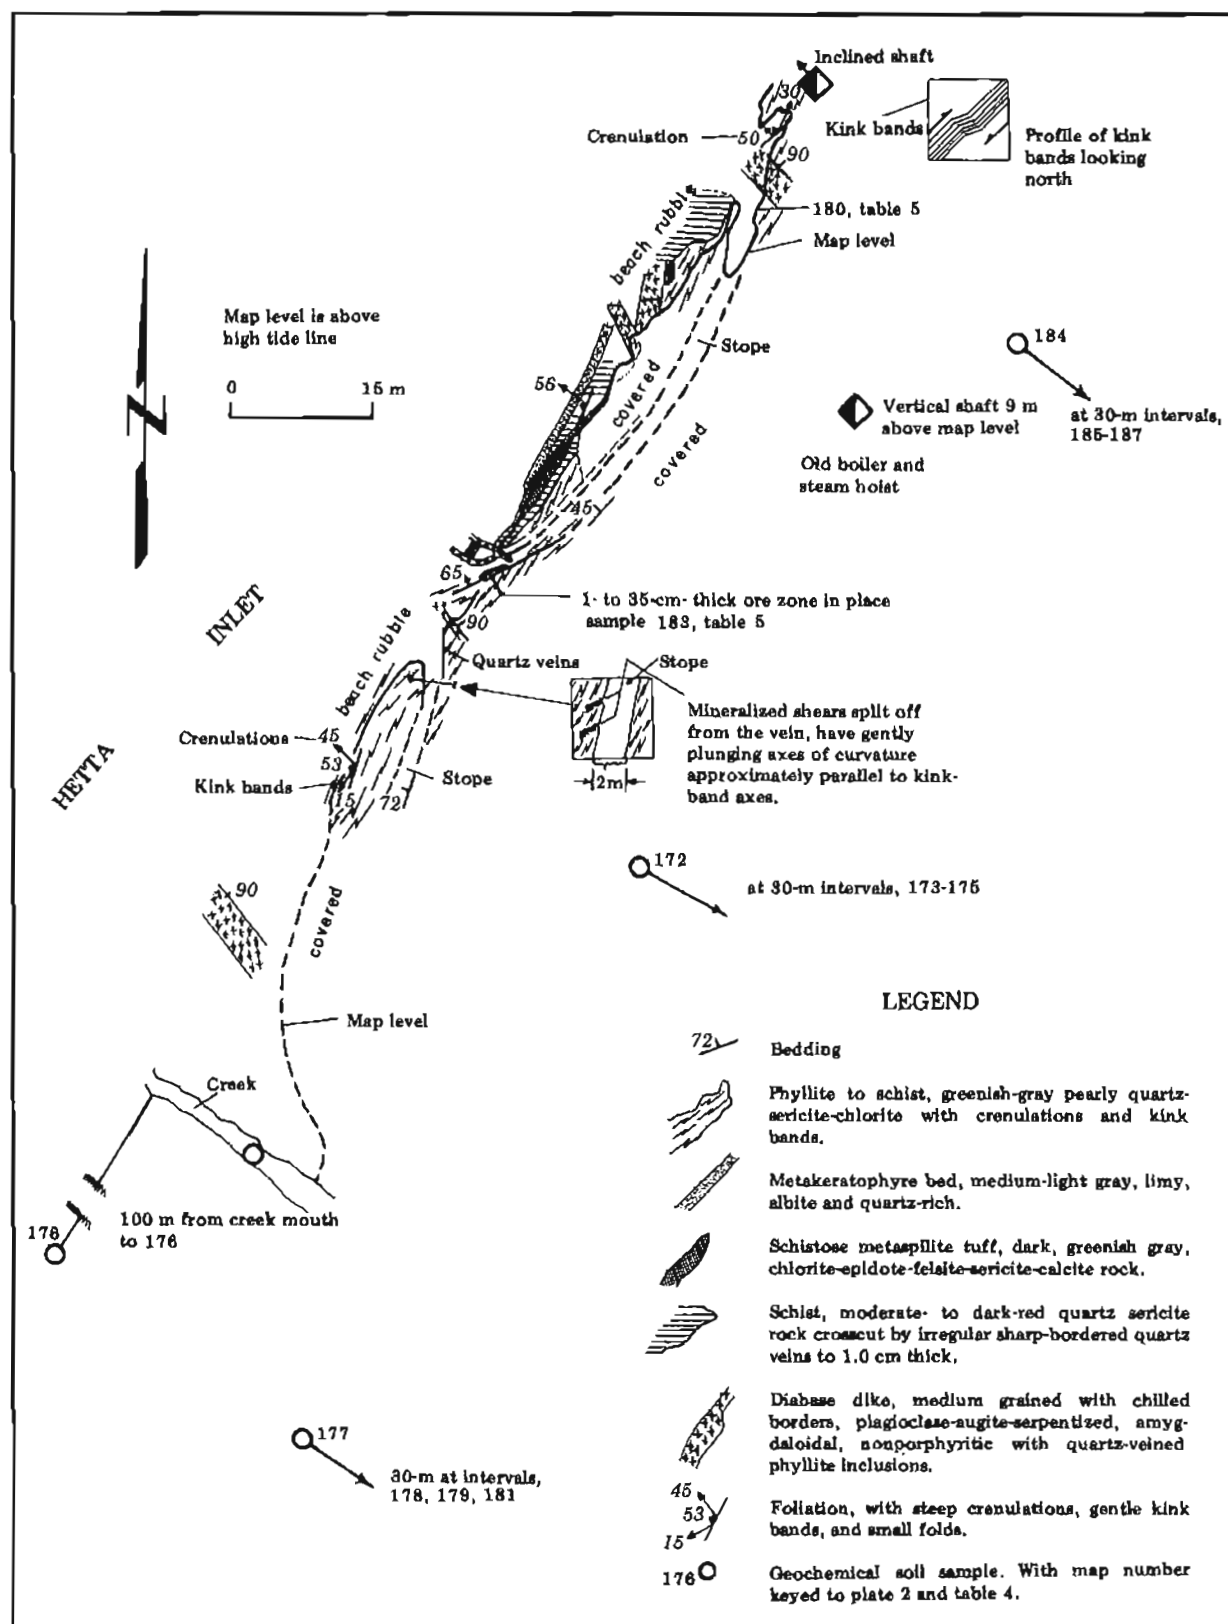 Inclined shaft
30
Kink bands
Profile of kink
bands looking
north
Crenulation
50
90
180, table 5
Map level
beach rubble
Map level is above
high tide line
0 15 m
N
Stope
184
at 30-m intervals,
185-187
56
covered
covered
Vertical shaft 9 m
above map level
Old boiler and
steam hoist
45
65
INLET
1- to 35-cm-thick ore zone in place
sample 183, table 5
90
beach rubble
Quartz veins
Stope
Mineralized shears split off
from the vein, have gently
plunging axes of curvature
approximately parallel to kink-
band axes.
2m
Crenulations
45
53
Kink bands
15
72
Stope
HETTA
172
at 30-m intervals, 173-175
90
covered
Map level
Creek
176
100 m from creek mouth
to 176
177
30-m at intervals,
178, 179, 181
LEGEND
72
Bedding
Phyllite to schist, greenish-gray pearly quartz-
sericite-chlorite with crenulations and kink
bands.
Metakeratophyre bed, medium-light gray, limy,
albite and quartz-rich.
Schistose metaspilite tuff, dark, greenish gray,
chlorite-epidote-felsite-sericite-calcite rock.
Schist, moderate- to dark-red quartz sericite
rock crosscut by irregular sharp-bordered quartz
veins to 1.0 cm thick.
Diabase dike, medium grained with chilled
borders, plagioclase-augite-serpentized, amyg-
daloidal, nonporphyritic with quartz-veined
phyllite inclusions.
45
53
15
Foliation, with steep crenulations, gentle kink
bands, and small folds.
176
Geochemical soil sample. With map number
keyed to plate 2 and table 4.